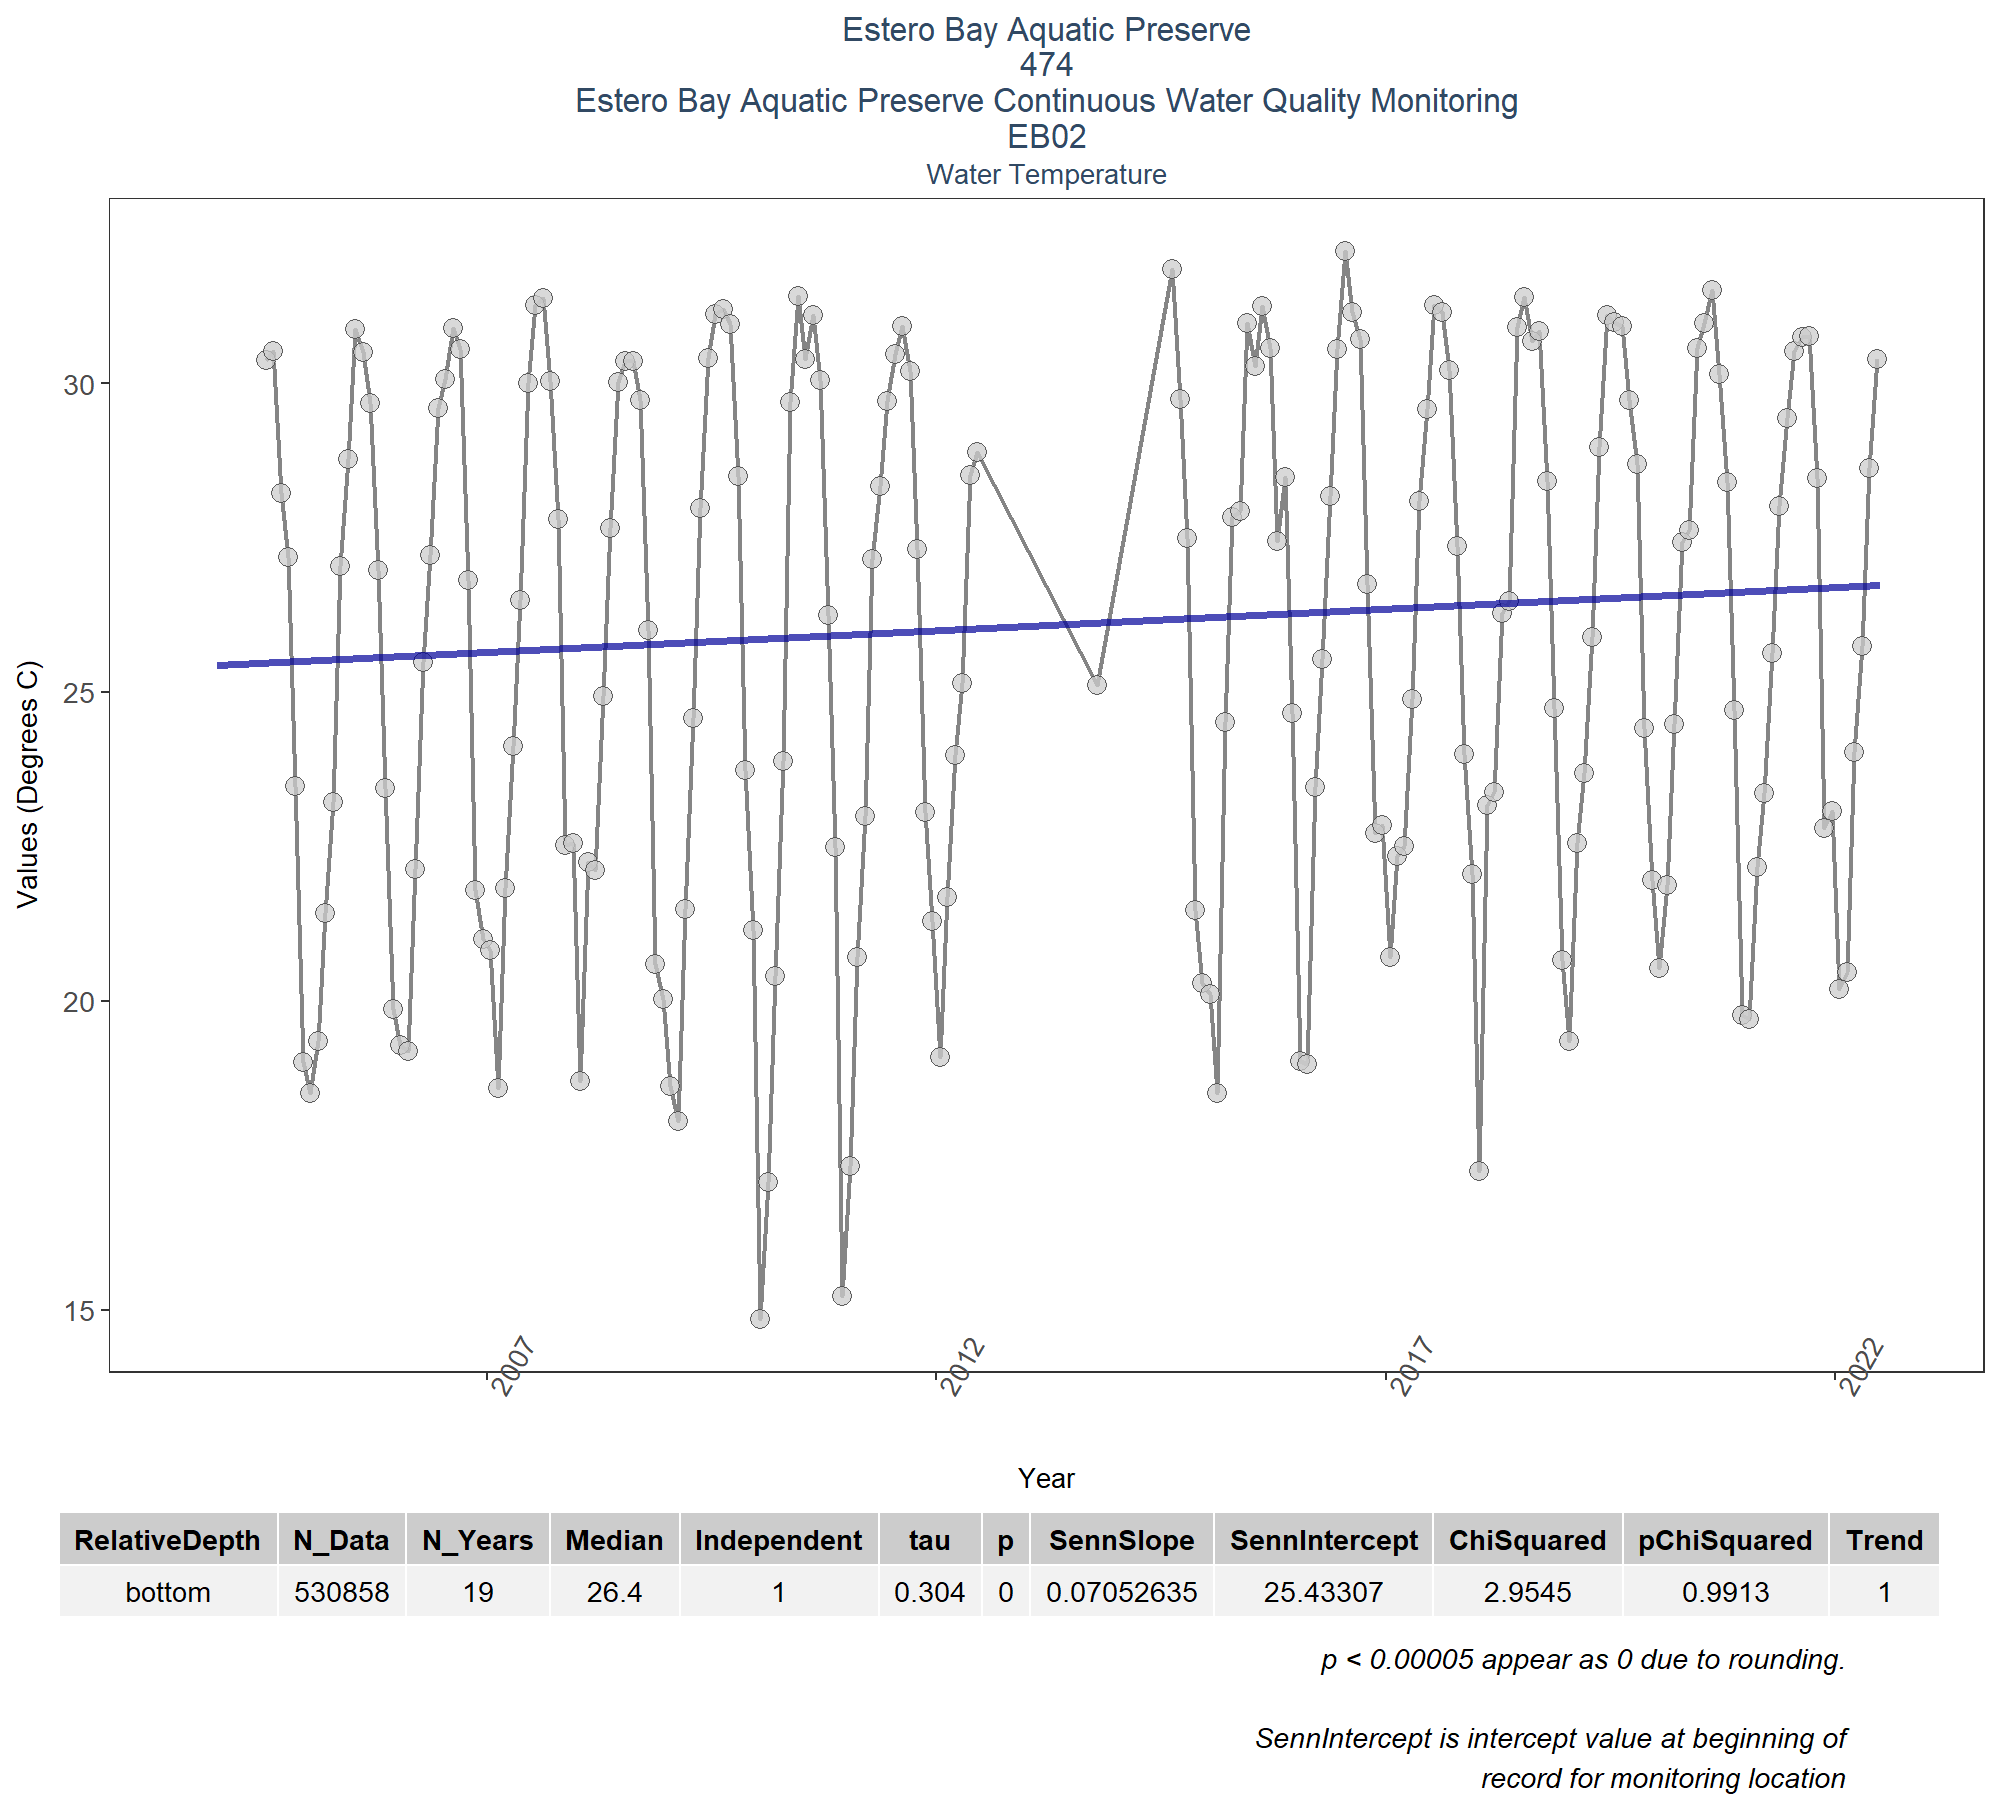 Estero Bay Aquatic Preserve
474
Estero Bay Aquatic Preserve Continuous Water Quality Monitoring
EB02
Water Temperature
Values (Degrees C)
30
25
20
15
2007
2012
2017
2022
Year
RelativeDepth N_Data N_Years Median Independent tau p SennSlope SennIntercept ChiSquared pChiSquared Trend
bottom 530858 19 26.4 1 0.304 0 0.07052635 25.43307 2.9545 0.9913 1
p < 0.00005 appear as 0 due to rounding.
SennIntercept is intercept value at beginning of
record for monitoring location